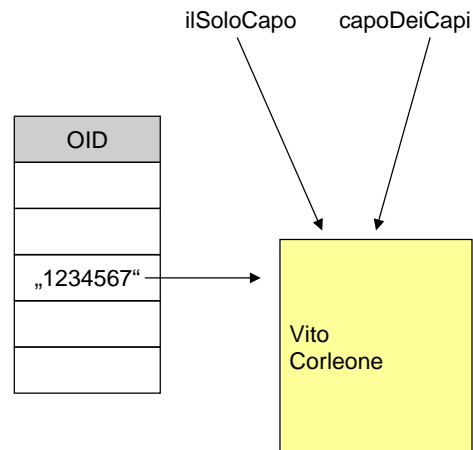 ilSoloCapo capoDeiCapi
OID
„1234567“
Vito
Corleone